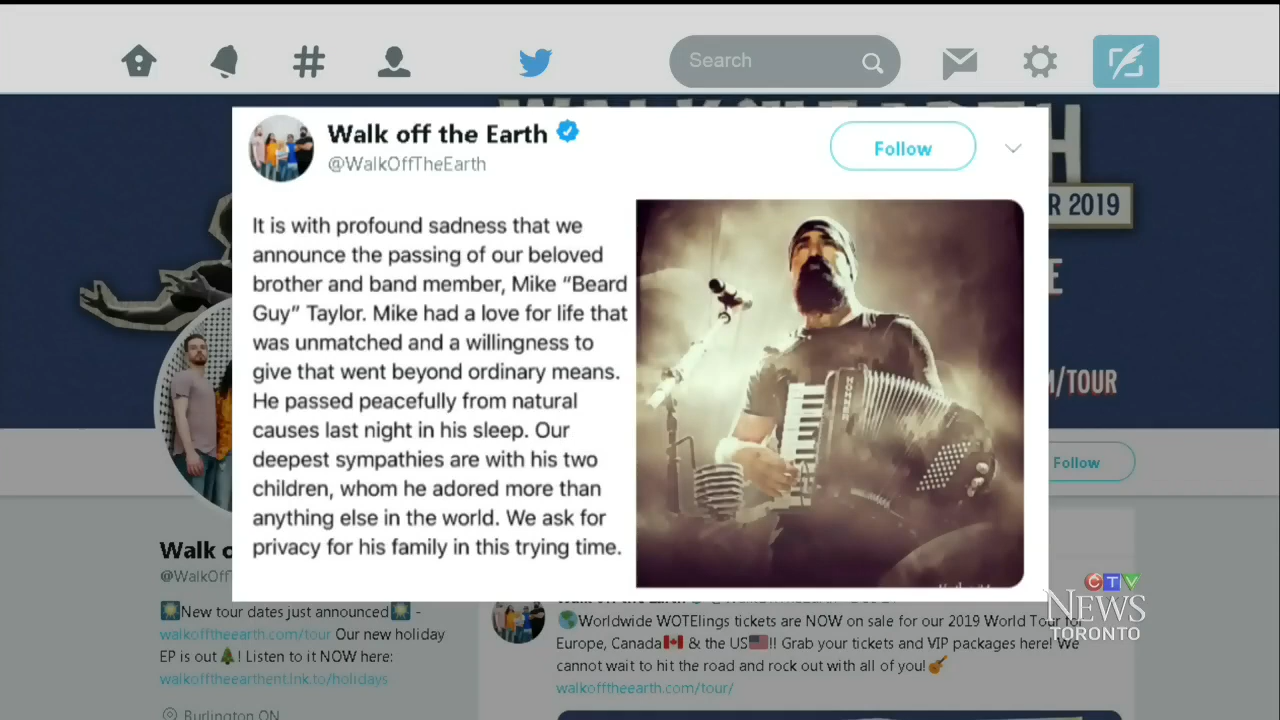 Search
Walk off the Earth
@WalkOffTheEarth
Follow
R 2019
It is with profound sadness that we
announce the passing of our beloved
brother and band member, Mike “Beard
Guy” Taylor. Mike had a love for life that
was unmatched and a willingness to
give that went beyond ordinary means.
He passed peacefully from natural
causes last night in his sleep. Our
deepest sympathies are with his two
children, whom he adored more than
anything else in the world. We ask for
privacy for his family in this trying time.
/TOUR
Follow
Walk
@WalkOff
New tour dates just announced -
walkofftheearth.com/tour Our new holiday
EP is out! Listen to it NOW here:
walkofftheearthent.lnk.to/holidays
Burlington ON
Worldwide WOTElings tickets are NOW on sale for our 2019 World Tour for
Europe, Canada & the US!! Grab your tickets and VIP packages here! We
cannot wait to hit the road and rock out with all of you!
walkofftheearth.com/tour/
CTV
NEWS
TORONTO